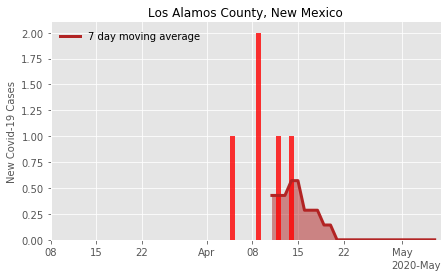 Los Alamos County, New Mexico
7 day moving average
New Covid-19 Cases
2.00
1.75
1.50
1.25
1.00
0.75
0.50
0.25
0.00
08 15 22 Apr 08 15 22 May
2020-May